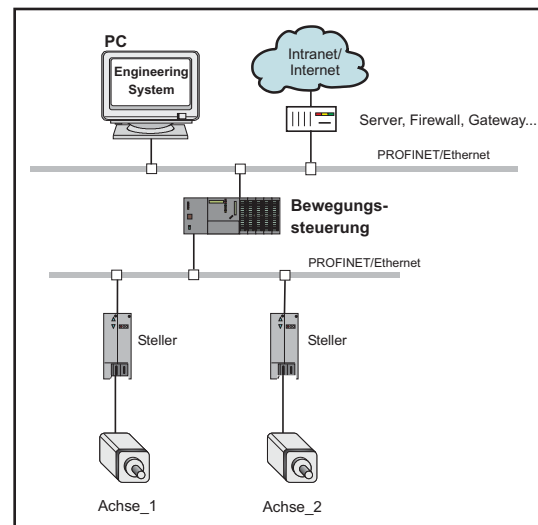 PC
Engineering
System
Intranet/
Internet
Server, Firewall, Gateway...
PROFINET/Ethernet
Bewegungs-
steuerung
PROFINET/Ethernet
Steller
Steller
Achse_1
Achse_2